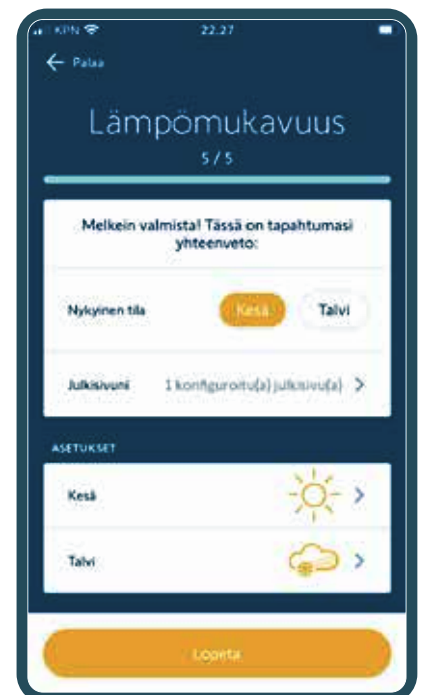 KPN 22.27
Palaa
Lämpömukavuus
5/5
Melkein valmista! Tässä on tapahtumasi
yhteenveto:
Nykyinen tila Kesä Talvi
Julkisivuni 1 konfiguroitu(a) julkisivu(a)
ASETUKSET
Kesä
Talvi
Lopeta